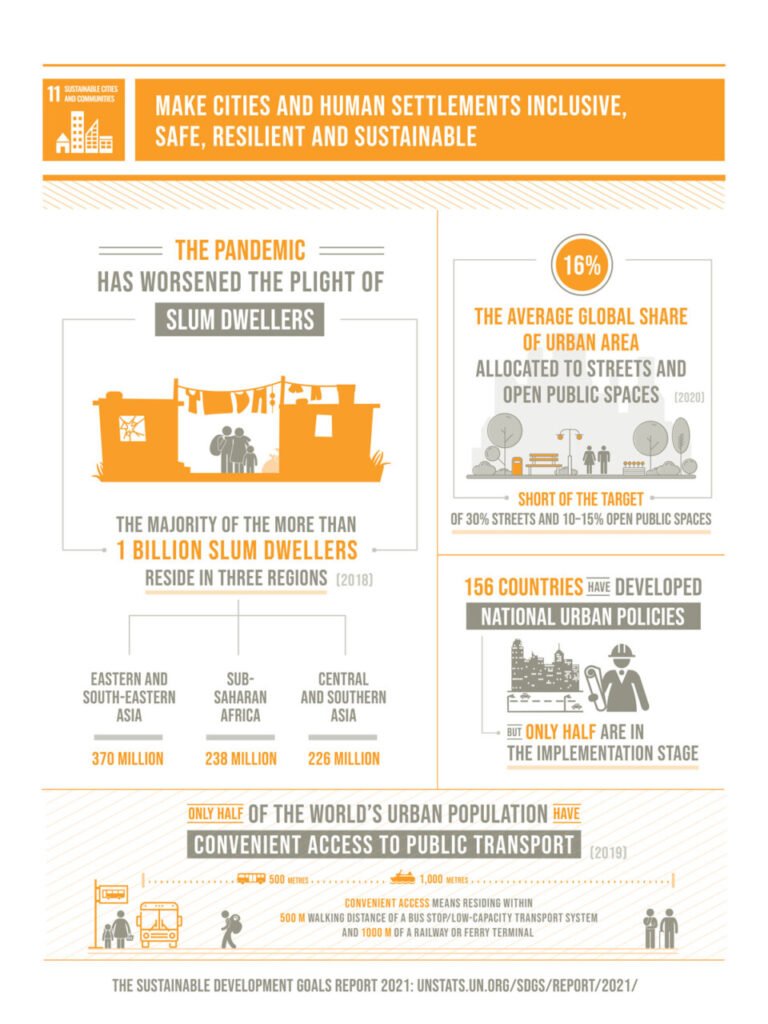 11 SUSTAINABLE CITIES
AND COMMUNITIES
MAKE CITIES AND HUMAN SETTLEMENTS INCLUSIVE,
SAFE, RESILIENT AND SUSTAINABLE
THE PANDEMIC
HAS WORSENED THE PLIGHT OF
SLUM DWELLERS
THE MAJORITY OF THE MORE THAN
1 BILLION SLUM DWELLERS
RESIDE IN THREE REGIONS (2018)
EASTERN AND
SOUTH-EASTERN
ASIA
370 MILLION
SUB-
SAHARAN
AFRICA
238 MILLION
CENTRAL
AND SOUTHERN
ASIA
226 MILLION
16%
THE AVERAGE GLOBAL SHARE
OF URBAN AREA
ALLOCATED TO STREETS AND
OPEN PUBLIC SPACES (2020)
SHORT OF THE TARGET
OF 30% STREETS AND 10–15% OPEN PUBLIC SPACES
156 COUNTRIES HAVE DEVELOPED
NATIONAL URBAN POLICIES
BUT ONLY HALF ARE IN
THE IMPLEMENTATION STAGE
ONLY HALF OF THE WORLD'S URBAN POPULATION HAVE
CONVENIENT ACCESS TO PUBLIC TRANSPORT (2019)
500 METRES 1,000 METRES
CONVENIENT ACCESS MEANS RESIDING WITHIN
500 M WALKING DISTANCE OF A BUS STOP/LOW-CAPACITY TRANSPORT SYSTEM
AND 1000 M OF A RAILWAY OR FERRY TERMINAL
THE SUSTAINABLE DEVELOPMENT GOALS REPORT 2021: UNSTATS.UN.ORG/SDGS/REPORT/2021/